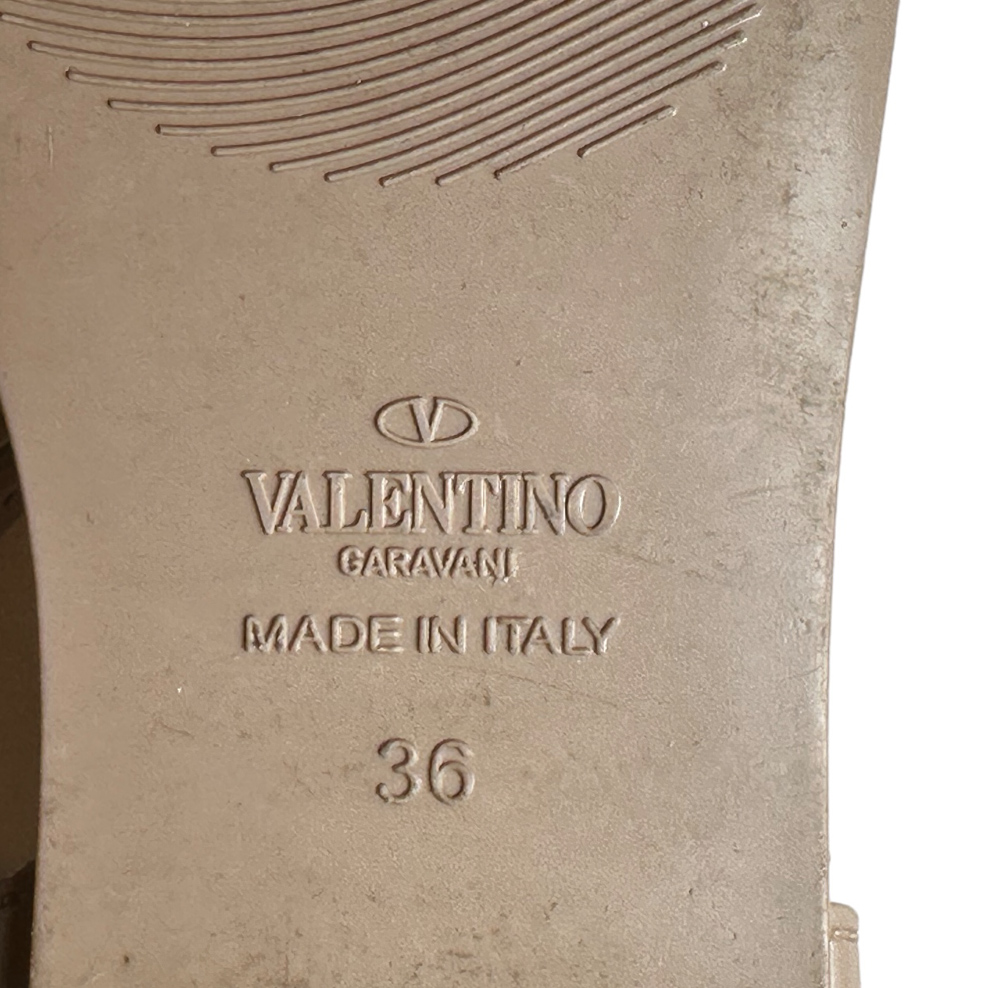 V
VALENTINO
GARAVANI
MADE IN ITALY
36